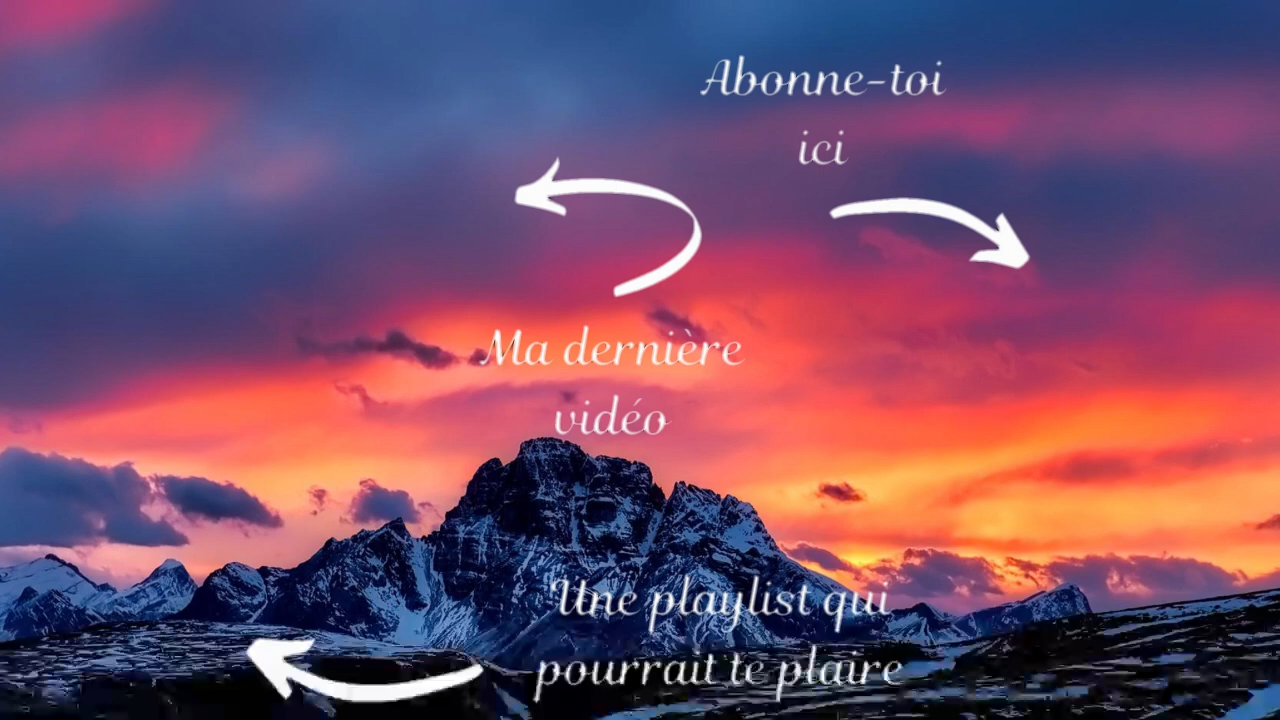 Abonne-toi
ici
Ma dernière
vidéo
Une playlist qui
pourrait te plaire